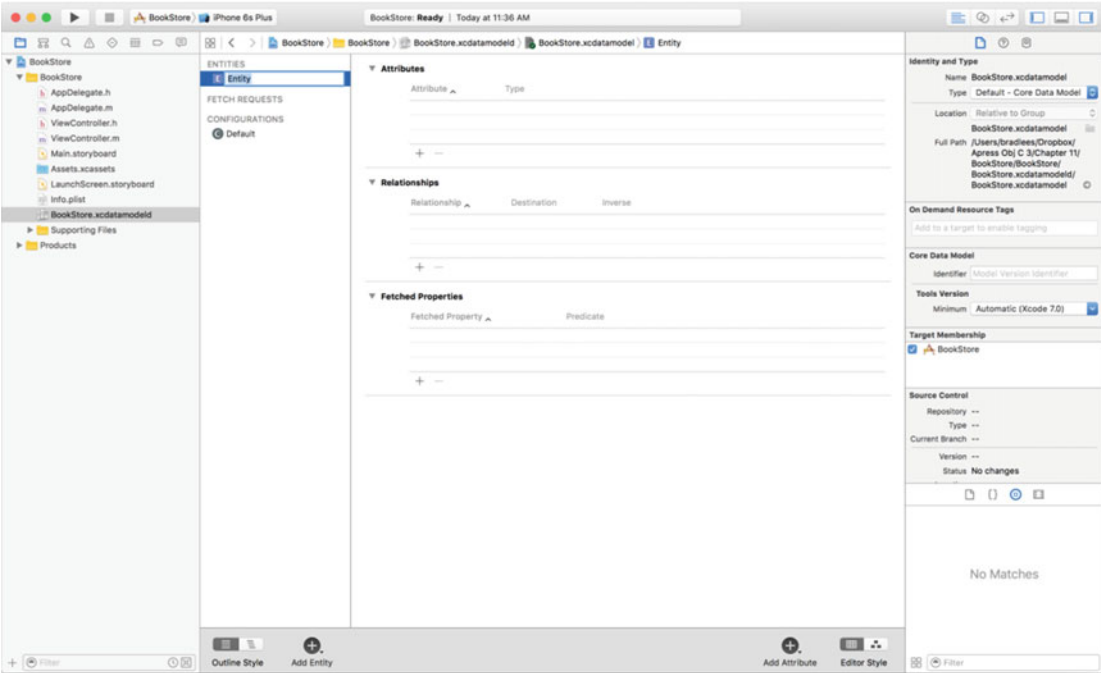 BookStore
iPhone 6s Plus
BookStore: Ready | Today at 11:36 AM
BookStore
BookStore
BookStore.xcdatamodeld
BookStore.xcdatamodel
Entity
BookStore
BookStore
AppDelegate.h
AppDelegate.m
ViewController.h
ViewController.m
Main.storyboard
Assets.xcassets
LaunchScreen.storyboard
Info.plist
BookStore.xcdatamodeld
Supporting Files
Products
Filter
ENTITIES
E Entity
FETCH REQUESTS
CONFIGURATIONS
C Default
Outline Style
Add Entity
Attributes
Attribute Type
Relationships
Relationship Destination Inverse
Fetched Properties
Fetched Property Predicate
Add Attribute
Editor Style
Identity and Type
Name BookStore.xcdatamodel
Type Default - Core Data Model
Location Relative to Group
BookStore.xcdatamodel
Full Path /Users/bradlees/Dropbox/
Apress Obj C 3/Chapter 11/
BookStore/BookStore/
BookStore.xcdatamodeld/
BookStore.xcdatamodel
On Demand Resource Tags
Add to a target to enable tagging
Core Data Model
Identifier Model Version Identifier
Tools Version
Minimum Automatic (Xcode 7.0)
Target Membership
BookStore
Source Control
Repository --
Type --
Current Branch --
Version --
Status No changes
No Matches
Filter